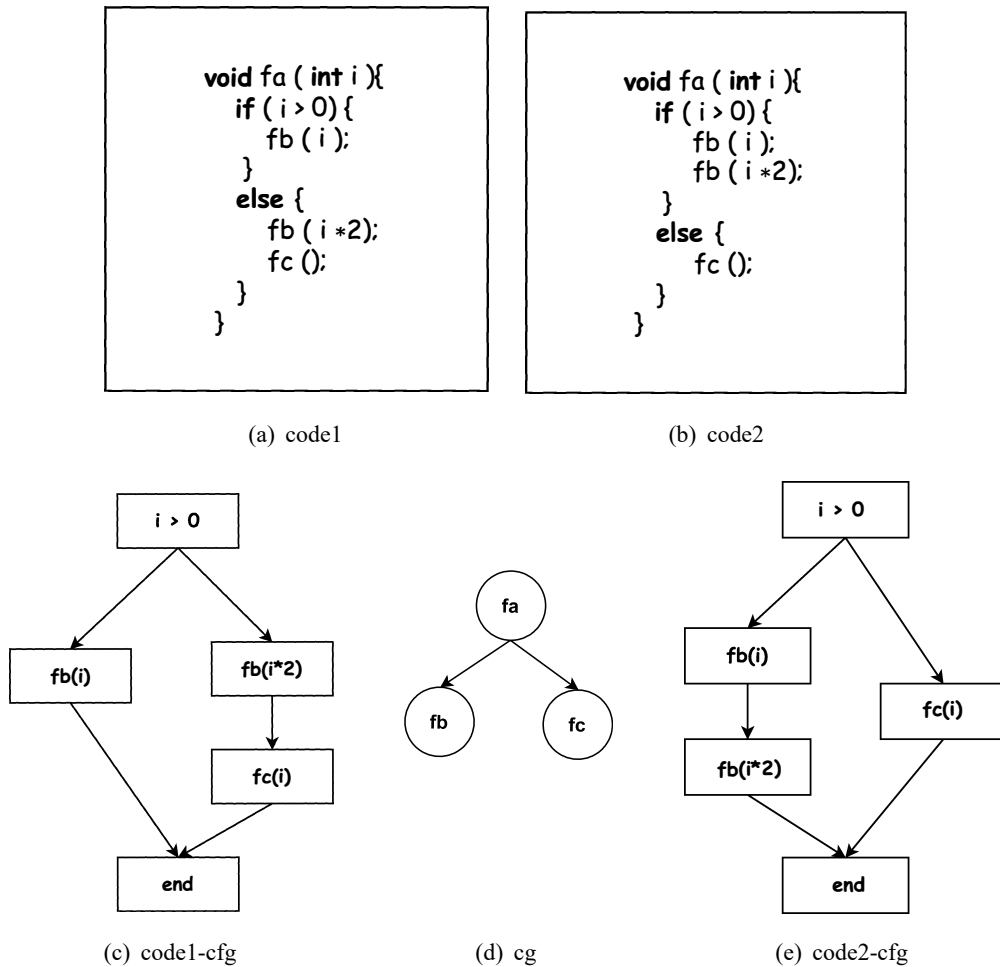 void fa ( int i ){
if ( i > 0) {
fb ( i );
}
else {
fb ( i *2);
fc ();
}
}
(a) code1
void fa ( int i ){
if ( i > 0) {
fb ( i );
fb ( i *2);
}
else {
fc ();
}
}
(b) code2
i > 0
fb(i)
fb(i*2)
fc(i)
end
(c) code1-cfg
fa
fb
fc
(d) cg
i > 0
fb(i)
fc(i)
fb(i*2)
end
(e) code2-cfg